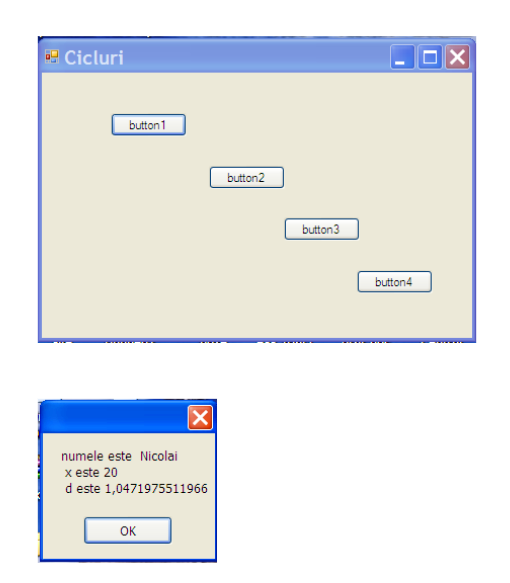 Cicluri
button1
button2
button3
button4
numele este  Nicolai
x este 20
d este 1,0471975511966
OK